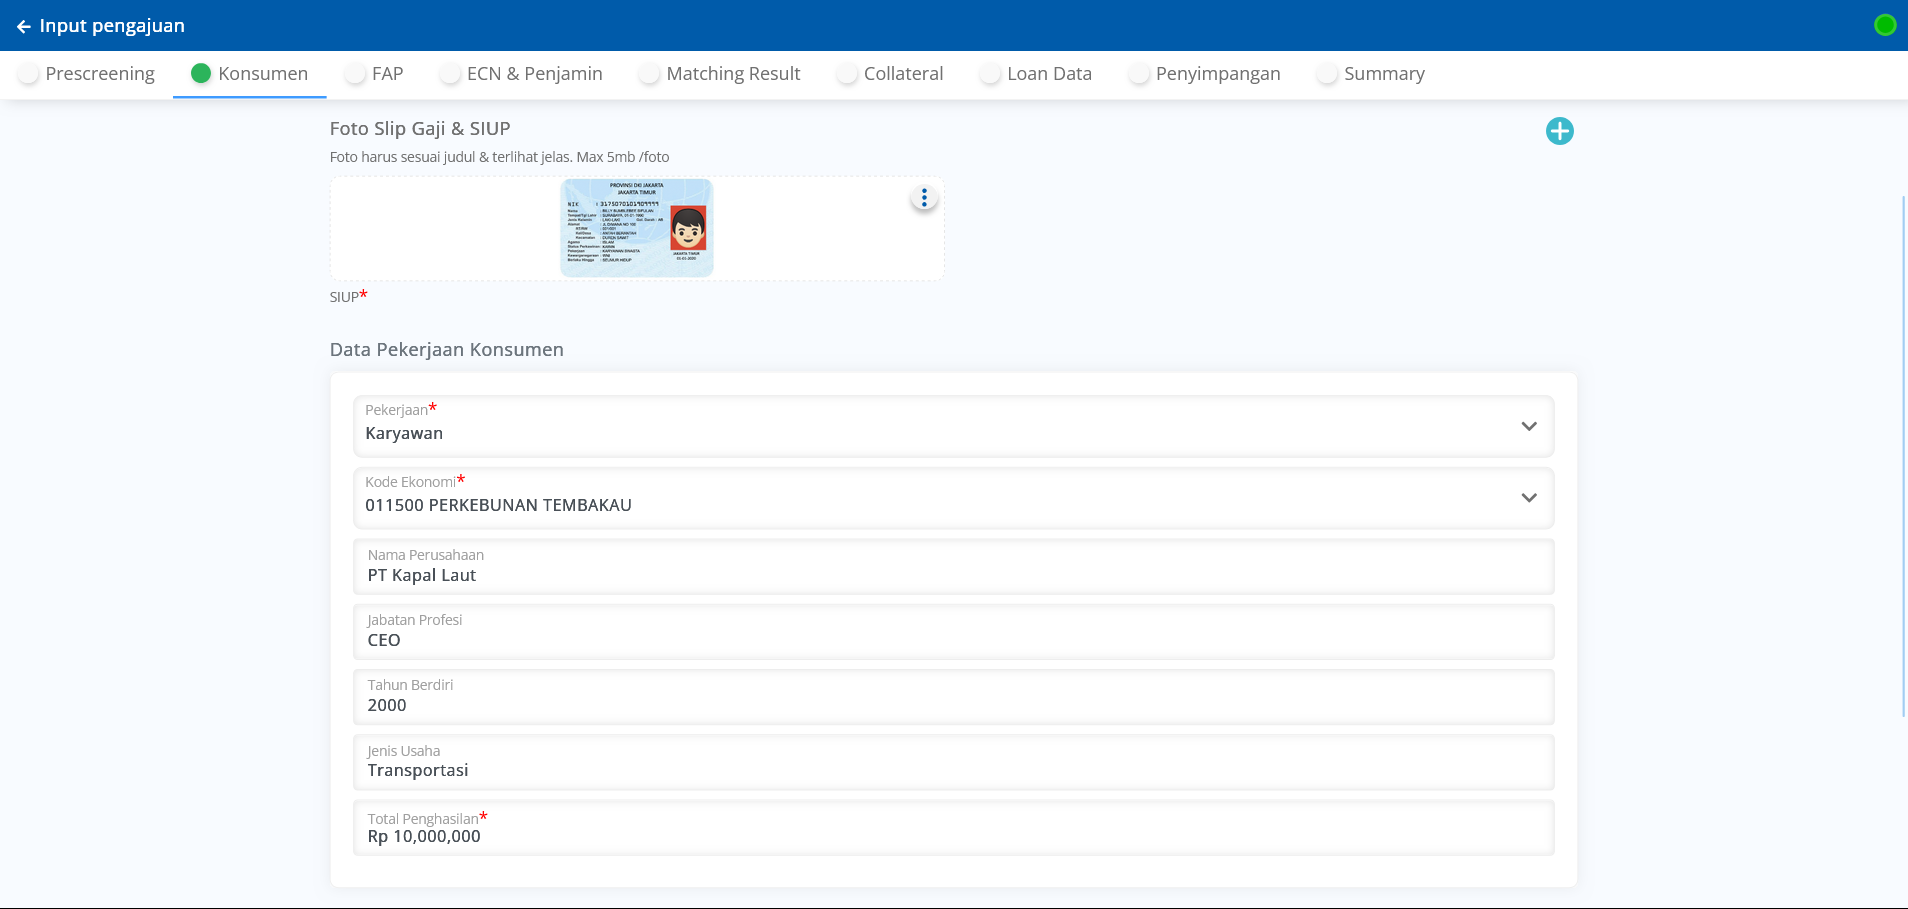 Input pengajuan
Prescreening Konsumen FAP ECN & Penjamin Matching Result Collateral Loan Data Penyimpangan Summary
Foto Slip Gaji & SIUP
Foto harus sesuai judul & terlihat jelas. Max 5mb /foto
PROVINSI DKI JAKARTA
JAKARTA TIMUR
NIK :
SIUP*
Data Pekerjaan Konsumen
Pekerjaan*
Karyawan
Kode Ekonomi*
011500 PERKEBUNAN TEMBAKAU
Nama Perusahaan
PT Kapal Laut
Jabatan Profesi
CEO
Tahun Berdiri
2000
Jenis Usaha
Transportasi
Total Penghasilan*
Rp 10,000,000